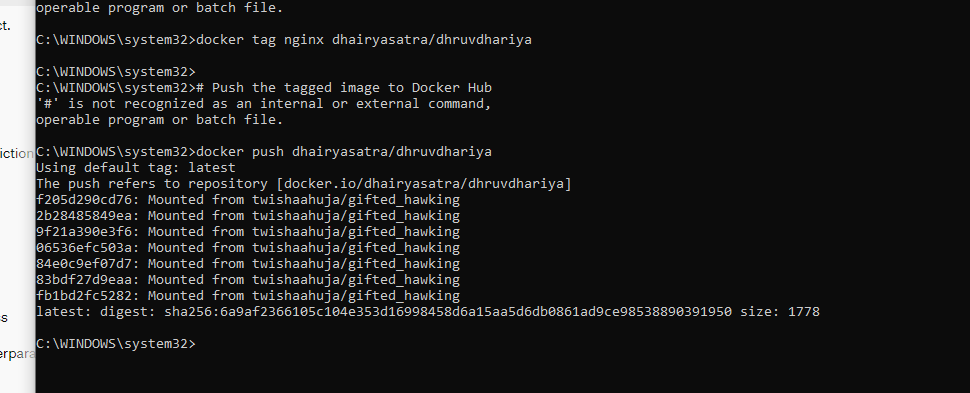 operable program or batch file.
ct.
C:\WINDOWS\system32>docker tag nginx dhairyasatra/dhruvdhariya
C:\WINDOWS\system32>
C:\WINDOWS\system32># Push the tagged image to Docker Hub
'#' is not recognized as an internal or external command,
operable program or batch file.
iction
C:\WINDOWS\system32>docker push dhairyasatra/dhruvdhariya
Using default tag: latest
The push refers to repository [docker.io/dhairyasatra/dhruvdhariya]
f205d290cd76: Mounted from twishaahuja/gifted_hawking
2b28485849ea: Mounted from twishaahuja/gifted_hawking
9f21a390e3f6: Mounted from twishaahuja/gifted_hawking
06536efc503a: Mounted from twishaahuja/gifted_hawking
84e0c9ef07d7: Mounted from twishaahuja/gifted_hawking
83bdf27d9eaa: Mounted from twishaahuja/gifted_hawking
fb1bd2fc5282: Mounted from twishaahuja/gifted_hawking
latest: digest: sha256:6a9af2366105c104e353d16998458d6a15aa5d6db0861ad9ce98538890391950 size: 1778
s
C:\WINDOWS\system32>
erpara